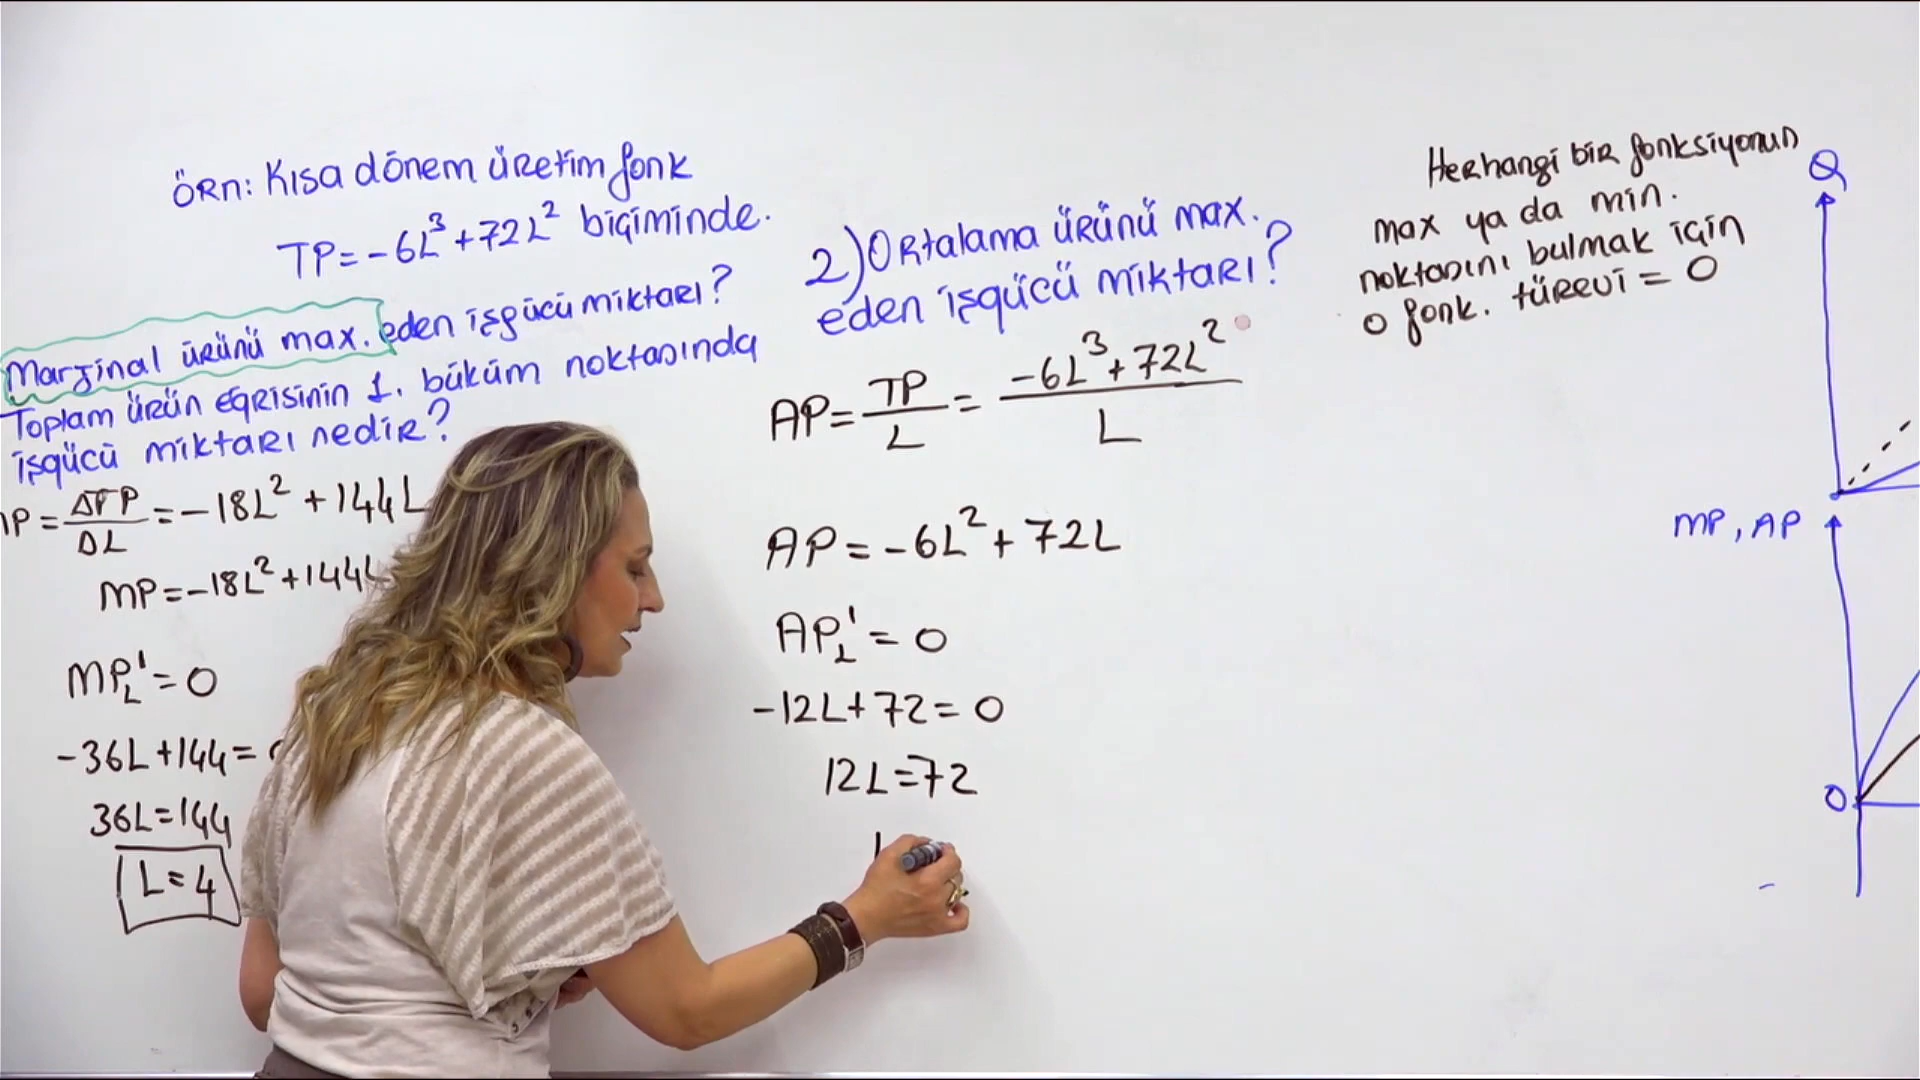 ÖRN: Kısa dönem üretim fonk
TP=-6L³+72L² biçiminde.
Marjinal ürünü max. eden işgücü miktarı?
Toplam ürün eğrisinin 1. büküm noktasında
işgücü miktarı nedir?
P=ΔTP/ΔL=-18L²+144L
MP=-18L²+144L
MP_L'=0
-36L+144=
36L=144
L=4
2) Ortalama ürünü max.
eden işgücü miktarı?
AP=TP/L=(-6L³+72L²)/L
AP=-6L²+72L
AP_L'=0
-12L+72=0
12L=72
Herhangi bir fonksiyonun
max ya da min.
noktasını bulmak için
o fonk. türevi=0
Q
MP, AP
0